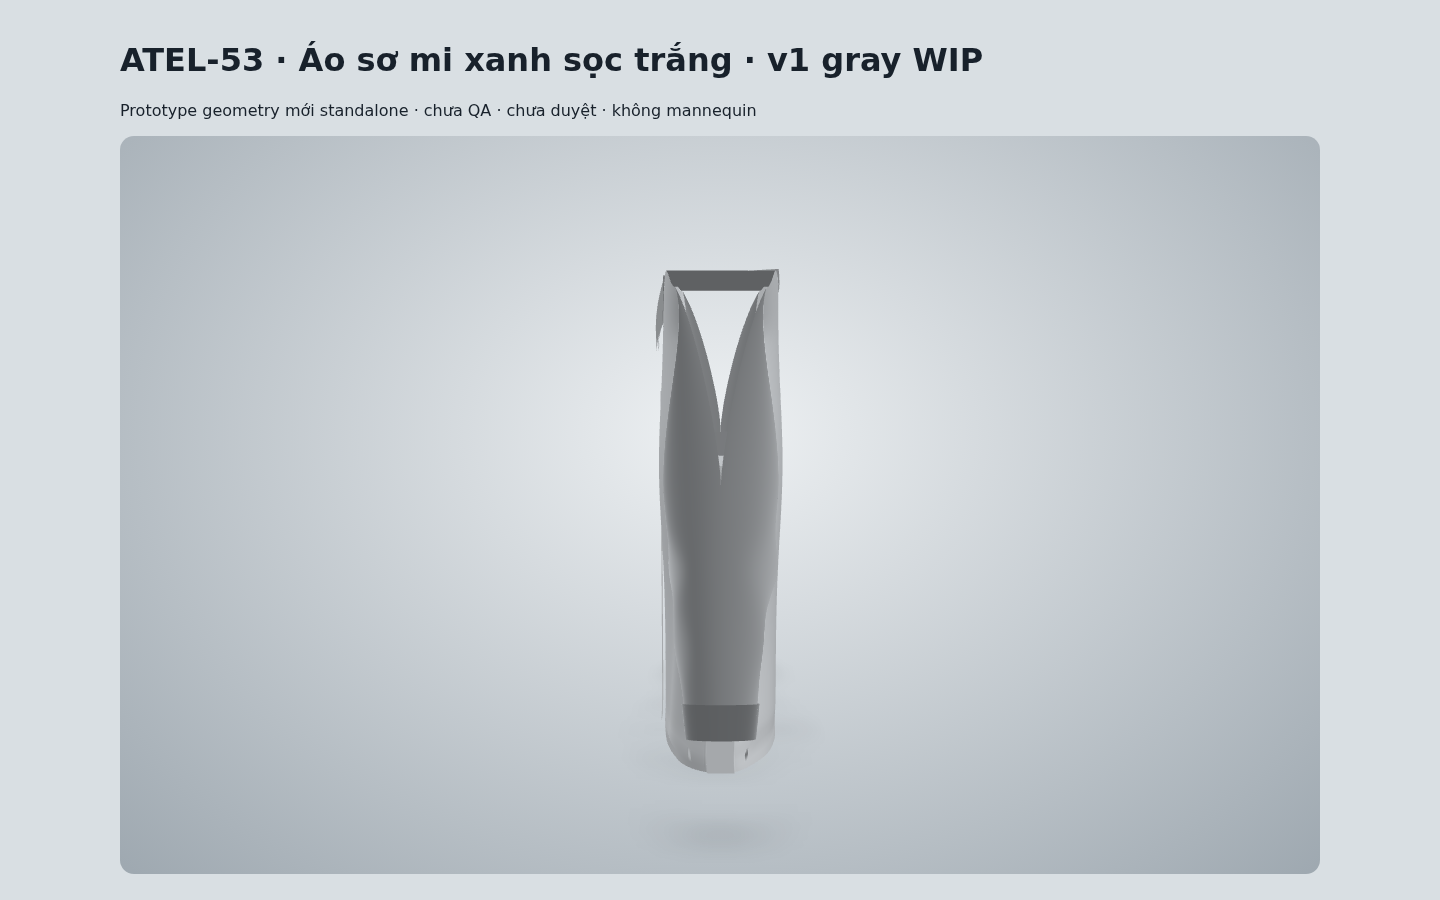 ATEL-53 · Áo sơ mi xanh sọc trắng · v1 gray WIP
Prototype geometry mới standalone · chưa QA · chưa duyệt · không mannequin